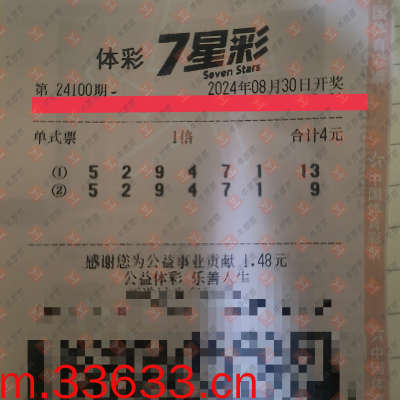 体彩 7星彩
Seven Stars
第 24100期- 2024年08月30日开奖
单式票 1倍 合计4元
① 5 2 9 4 7 1 13
② 5 2 9 4 7 1 9
感谢您为公益事业贡献 1.48元
公益体彩 乐善人生
m.33633.cn